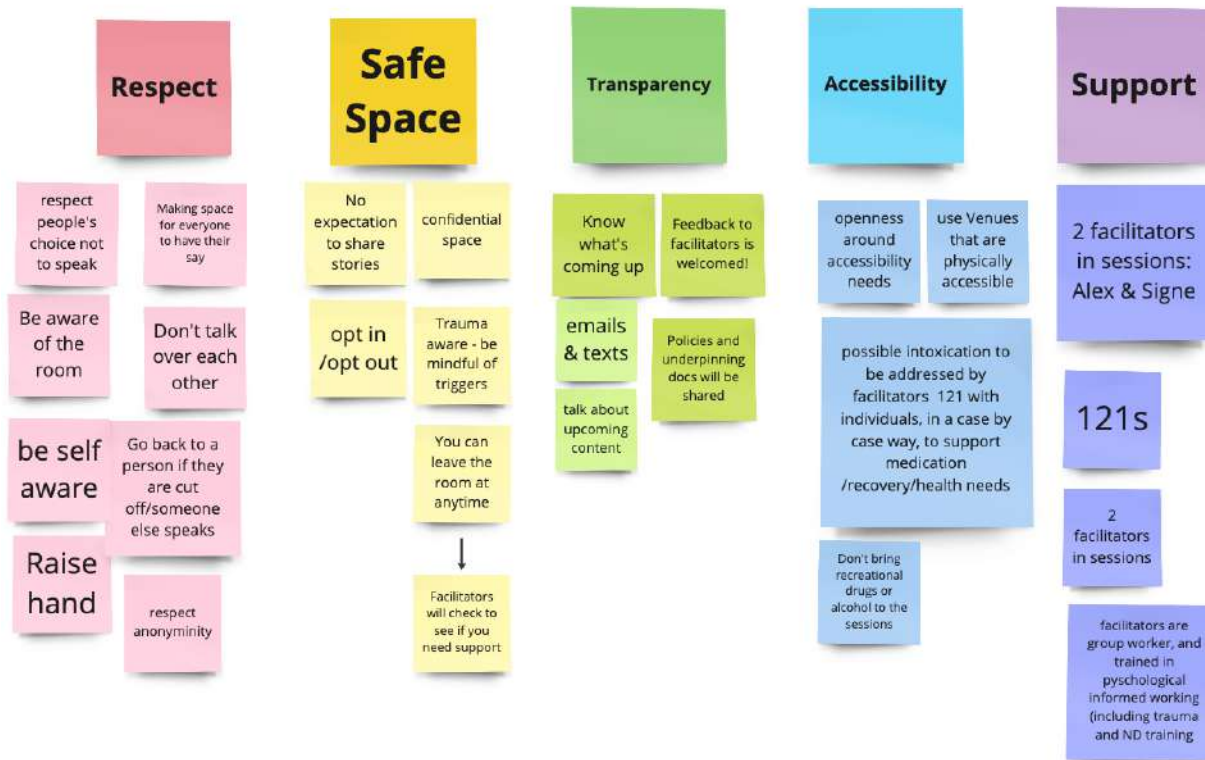 Respect
respect
people's
choice not
to speak
Making space
for everyone
to have their
say
Be aware
of the
room
Don't talk
over each
other
be self
aware
Go back to a
person if they
are cut
off/someone
else speaks
Raise
hand
respect
anonyminity
Safe
Space
No
expectation
to share
stories
confidential
space
opt in
/opt out
Trauma
aware - be
mindful of
triggers
You can
leave the
room at
anytime
Facilitators
will check to
see if you
need support
Transparency
Know
what's
coming up
Feedback to
facilitators is
welcomed!
emails
& texts
Policies and
underpinning
docs will be
shared
talk about
upcoming
content
Accessibility
openness
around
accessibility
needs
use Venues
that are
physically
accessible
possible intoxication to
be addressed by
facilitators 121 with
individuals, in a case by
case way, to support
medication
/recovery/health needs
Don't bring
recreational
drugs or
alcohol to the
sessions
Support
2 facilitators
in sessions:
Alex & Signe
121s
2
facilitators
in sessions
facilitators are
group worker, and
trained in
pyschological
informed working
(including trauma
and ND training